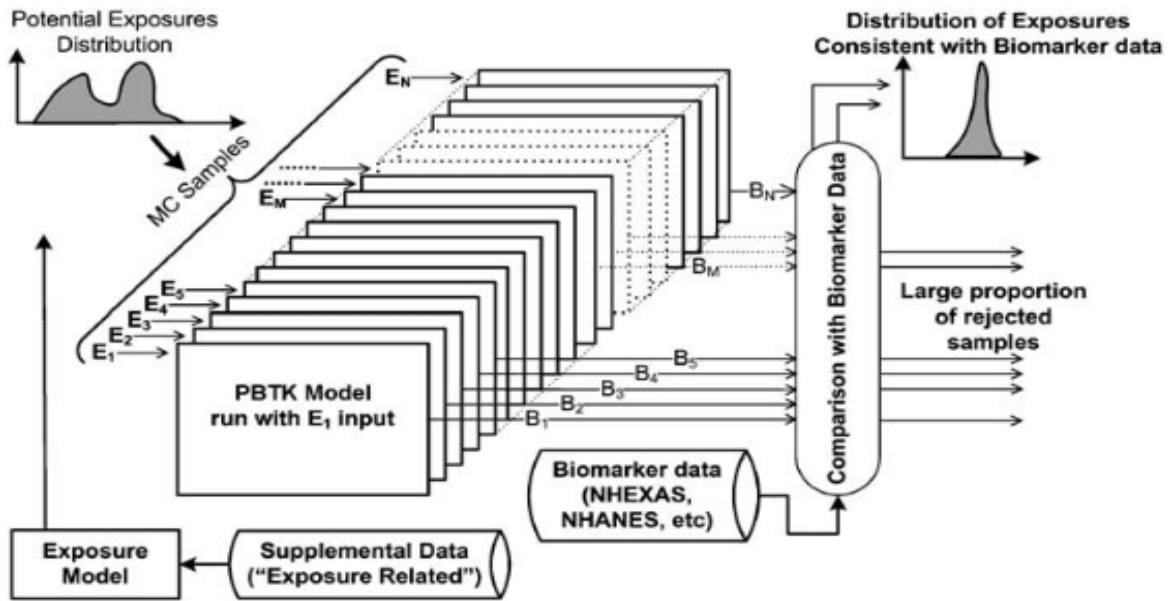 Potential Exposures
Distribution
Distribution of Exposures
Consistent with Biomarker data
MC Samples
E_N
E_M
E_5
E_4
E_3
E_2
E_1
B_N
B_M
B_5
B_4
B_3
B_2
B_1
PBTK Model
run with E_1 input
Comparison with Biomarker Data
Large proportion
of rejected
samples
Biomarker data
(NHEXAS,
NHANES, etc)
Exposure
Model
Supplemental Data
(“Exposure Related”)